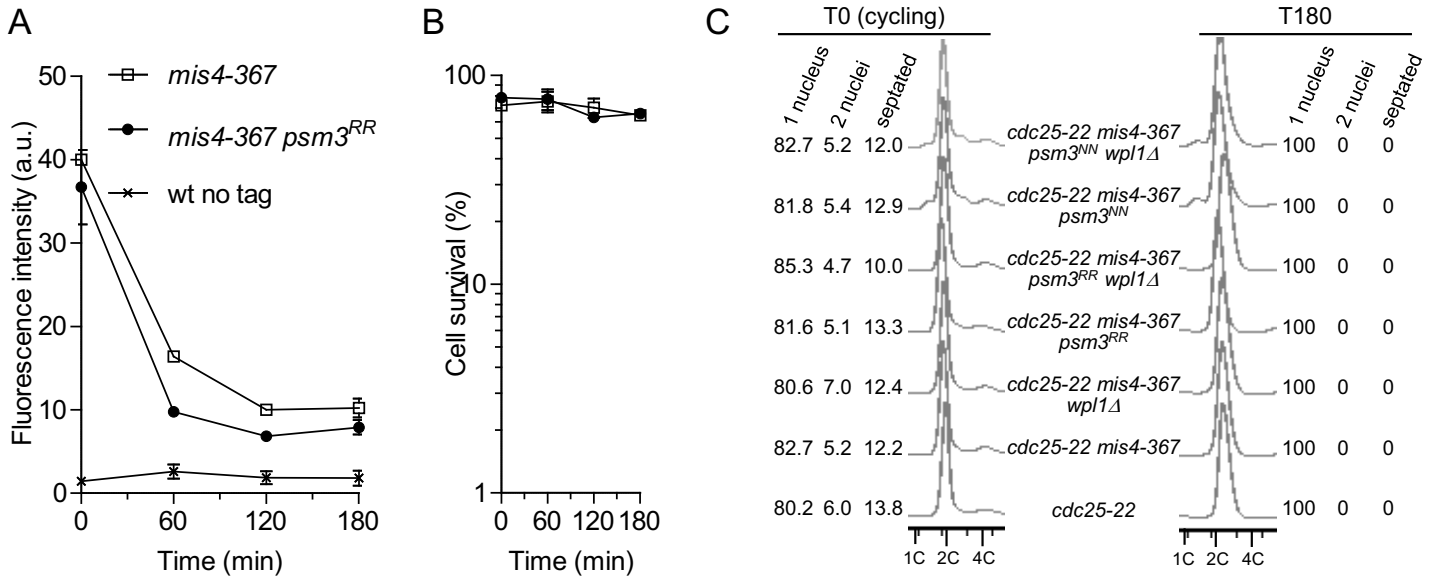 A
mis4-367
mis4-367 psm3RR
wt no tag
Fluorescence intensity (a.u.)
50
40
30
20
10
0
0 60 120 180
Time (min)
B
Cell survival (%)
100
10
1
0 60 120 180
Time (min)
C
T0 (cycling)
T180
1 nucleus
2 nuclei
septated
1 nucleus
2 nuclei
septated
82.7 5.2 12.0 cdc25-22 mis4-367 100 0 0
psm3NN wpl1Δ
81.8 5.4 12.9 cdc25-22 mis4-367 100 0 0
psm3NN
85.3 4.7 10.0 cdc25-22 mis4-367 100 0 0
psm3RR wpl1Δ
81.6 5.1 13.3 cdc25-22 mis4-367 100 0 0
psm3RR
80.6 7.0 12.4 cdc25-22 mis4-367 100 0 0
wpl1Δ
82.7 5.2 12.2 cdc25-22 mis4-367 100 0 0
80.2 6.0 13.8 cdc25-22 100 0 0
1C 2C 4C
1C 2C 4C